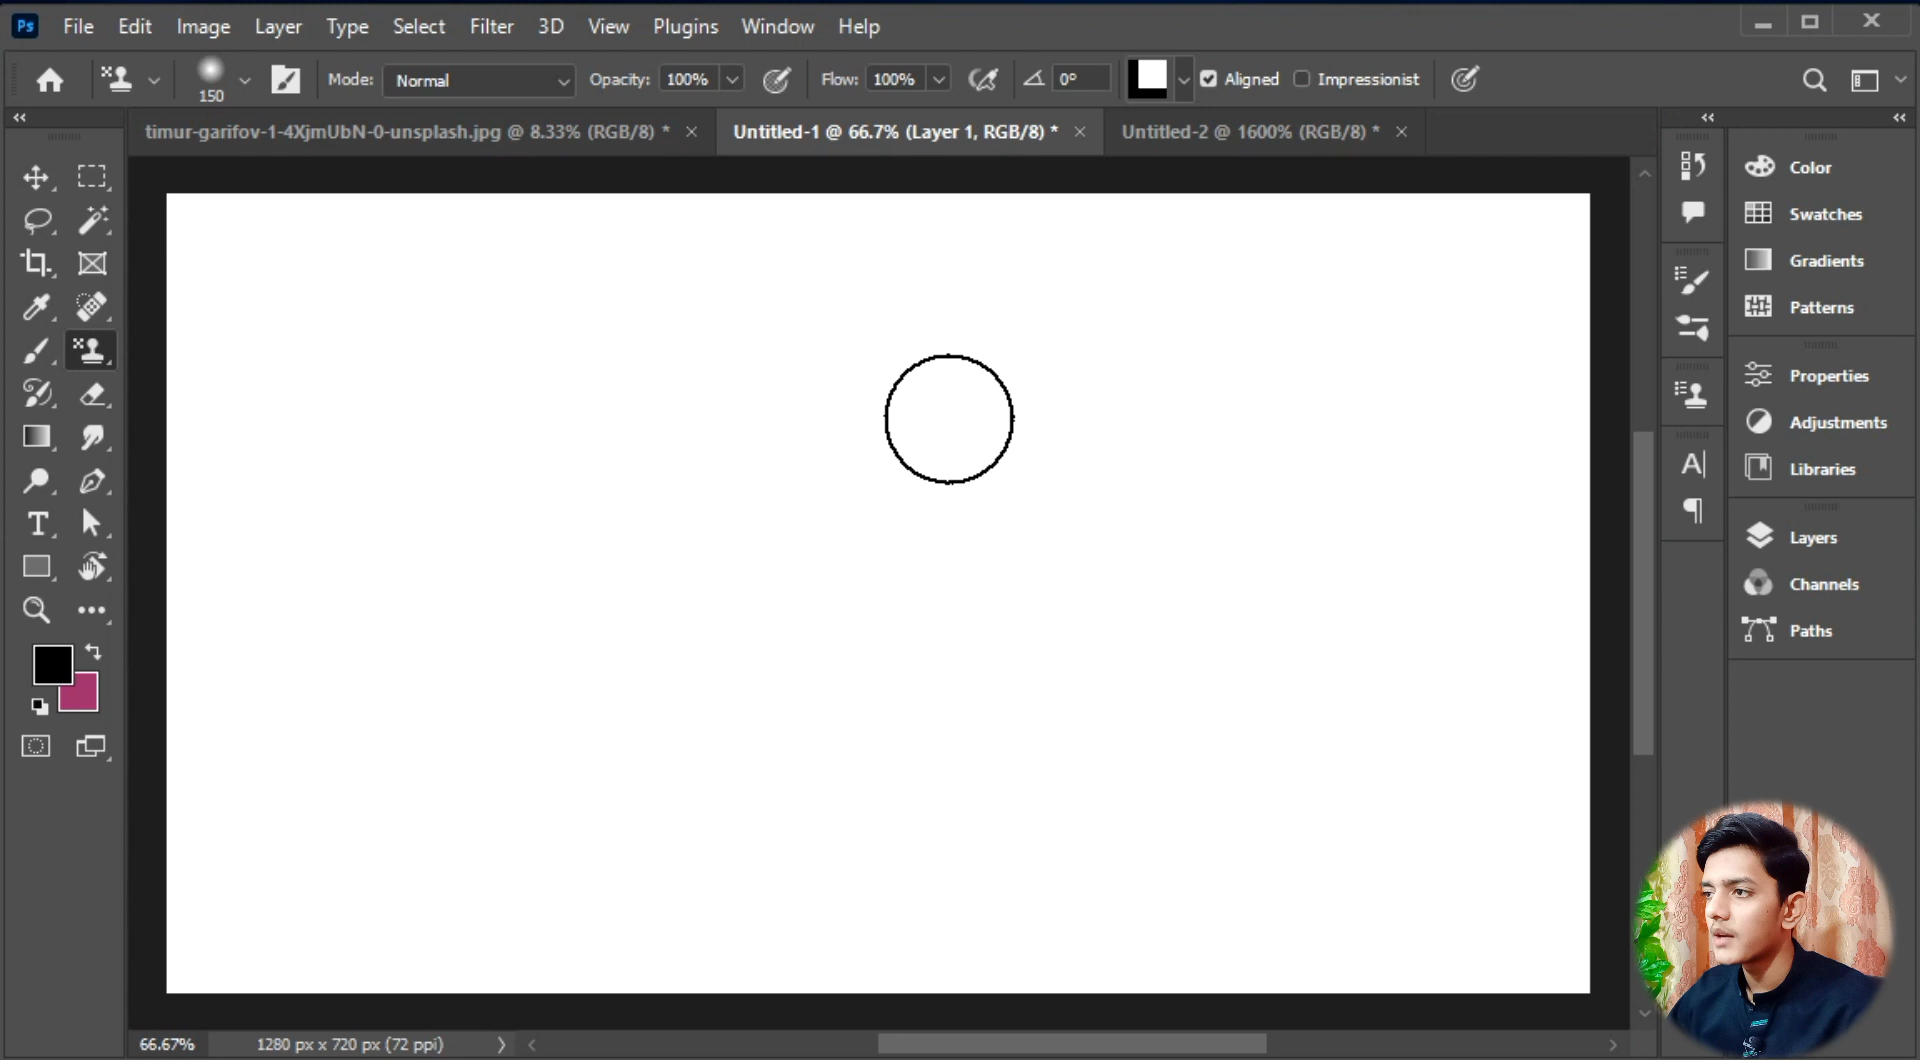 Ps File Edit Image Layer Type Select Filter 3D View Plugins Window Help
150 Mode: Normal Opacity: 100% Flow: 100% 0° Aligned Impressionist
timur-garifov-1-4XjmUbN-0-unsplash.jpg @ 8.33% (RGB/8) * Untitled-1 @ 66.7% (Layer 1, RGB/8) * Untitled-2 @ 1600% (RGB/8) *
Color
Swatches
Gradients
Patterns
Properties
Adjustments
Libraries
Layers
Channels
Paths
66.67% 1280 px x 720 px (72 ppi)